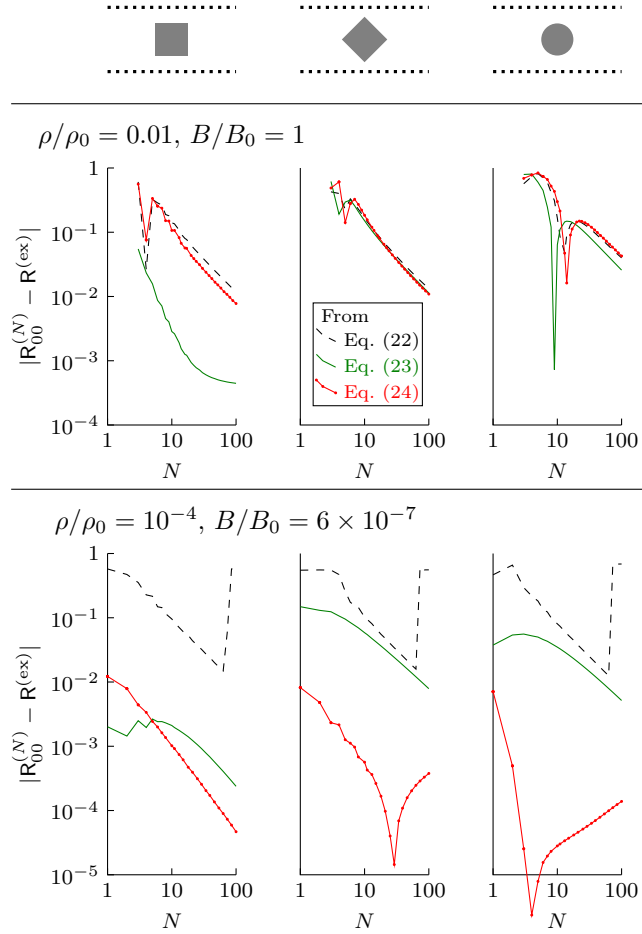 ρ/ρ₀ = 0.01, B/B₀ = 1
|R₀₀^(N) − R^(ex)|
1
10⁻¹
10⁻²
10⁻³
10⁻⁴
From
Eq. (22)
Eq. (23)
Eq. (24)
1 10 100 1 10 100 1 10 100
N N N
ρ/ρ₀ = 10⁻⁴, B/B₀ = 6 × 10⁻⁷
|R₀₀^(N) − R^(ex)|
1
10⁻¹
10⁻²
10⁻³
10⁻⁴
10⁻⁵
1 10 100 1 10 100 1 10 100
N N N